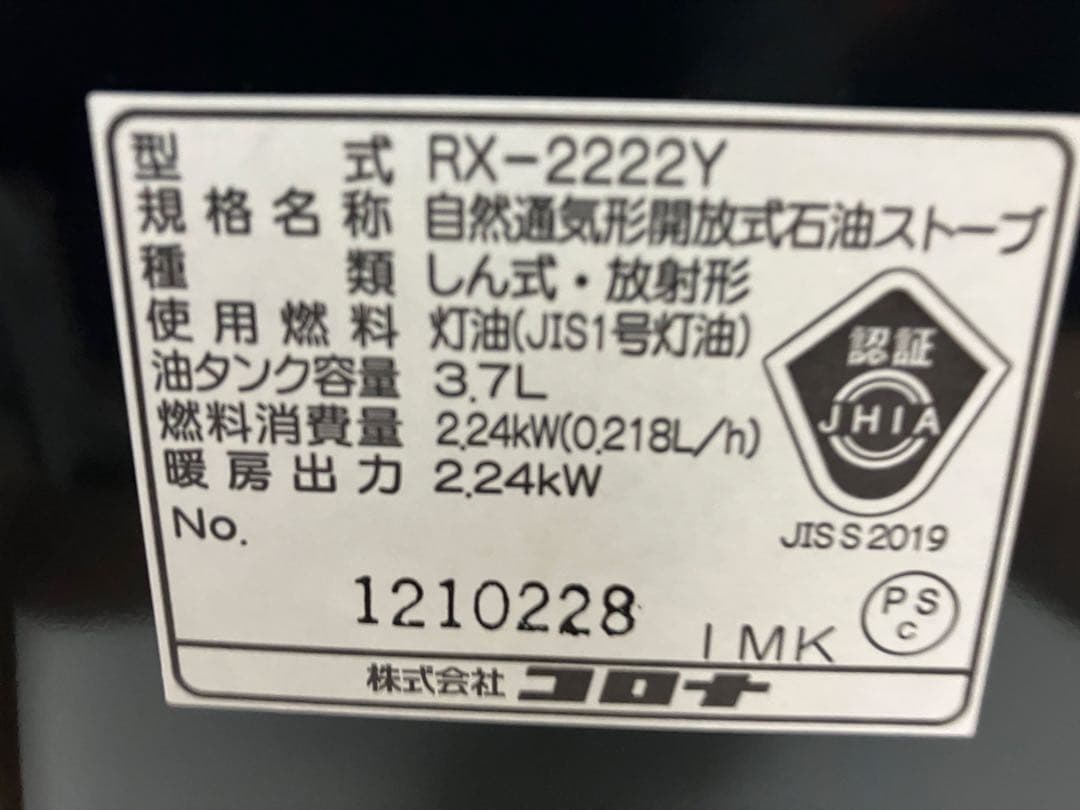 型式 RX-2222Y
規格名称 自然通気形開放式石油ストーブ
種類 しん式・放射形
使用燃料 灯油(JIS1号灯油)
油タンク容量 3.7L
燃料消費量 2.24kW(0.218L/h)
暖房出力 2.24kW
認証
JHIA
JIS S 2019
No.
1210228
IMK
PS
C
株式会社 コロナ